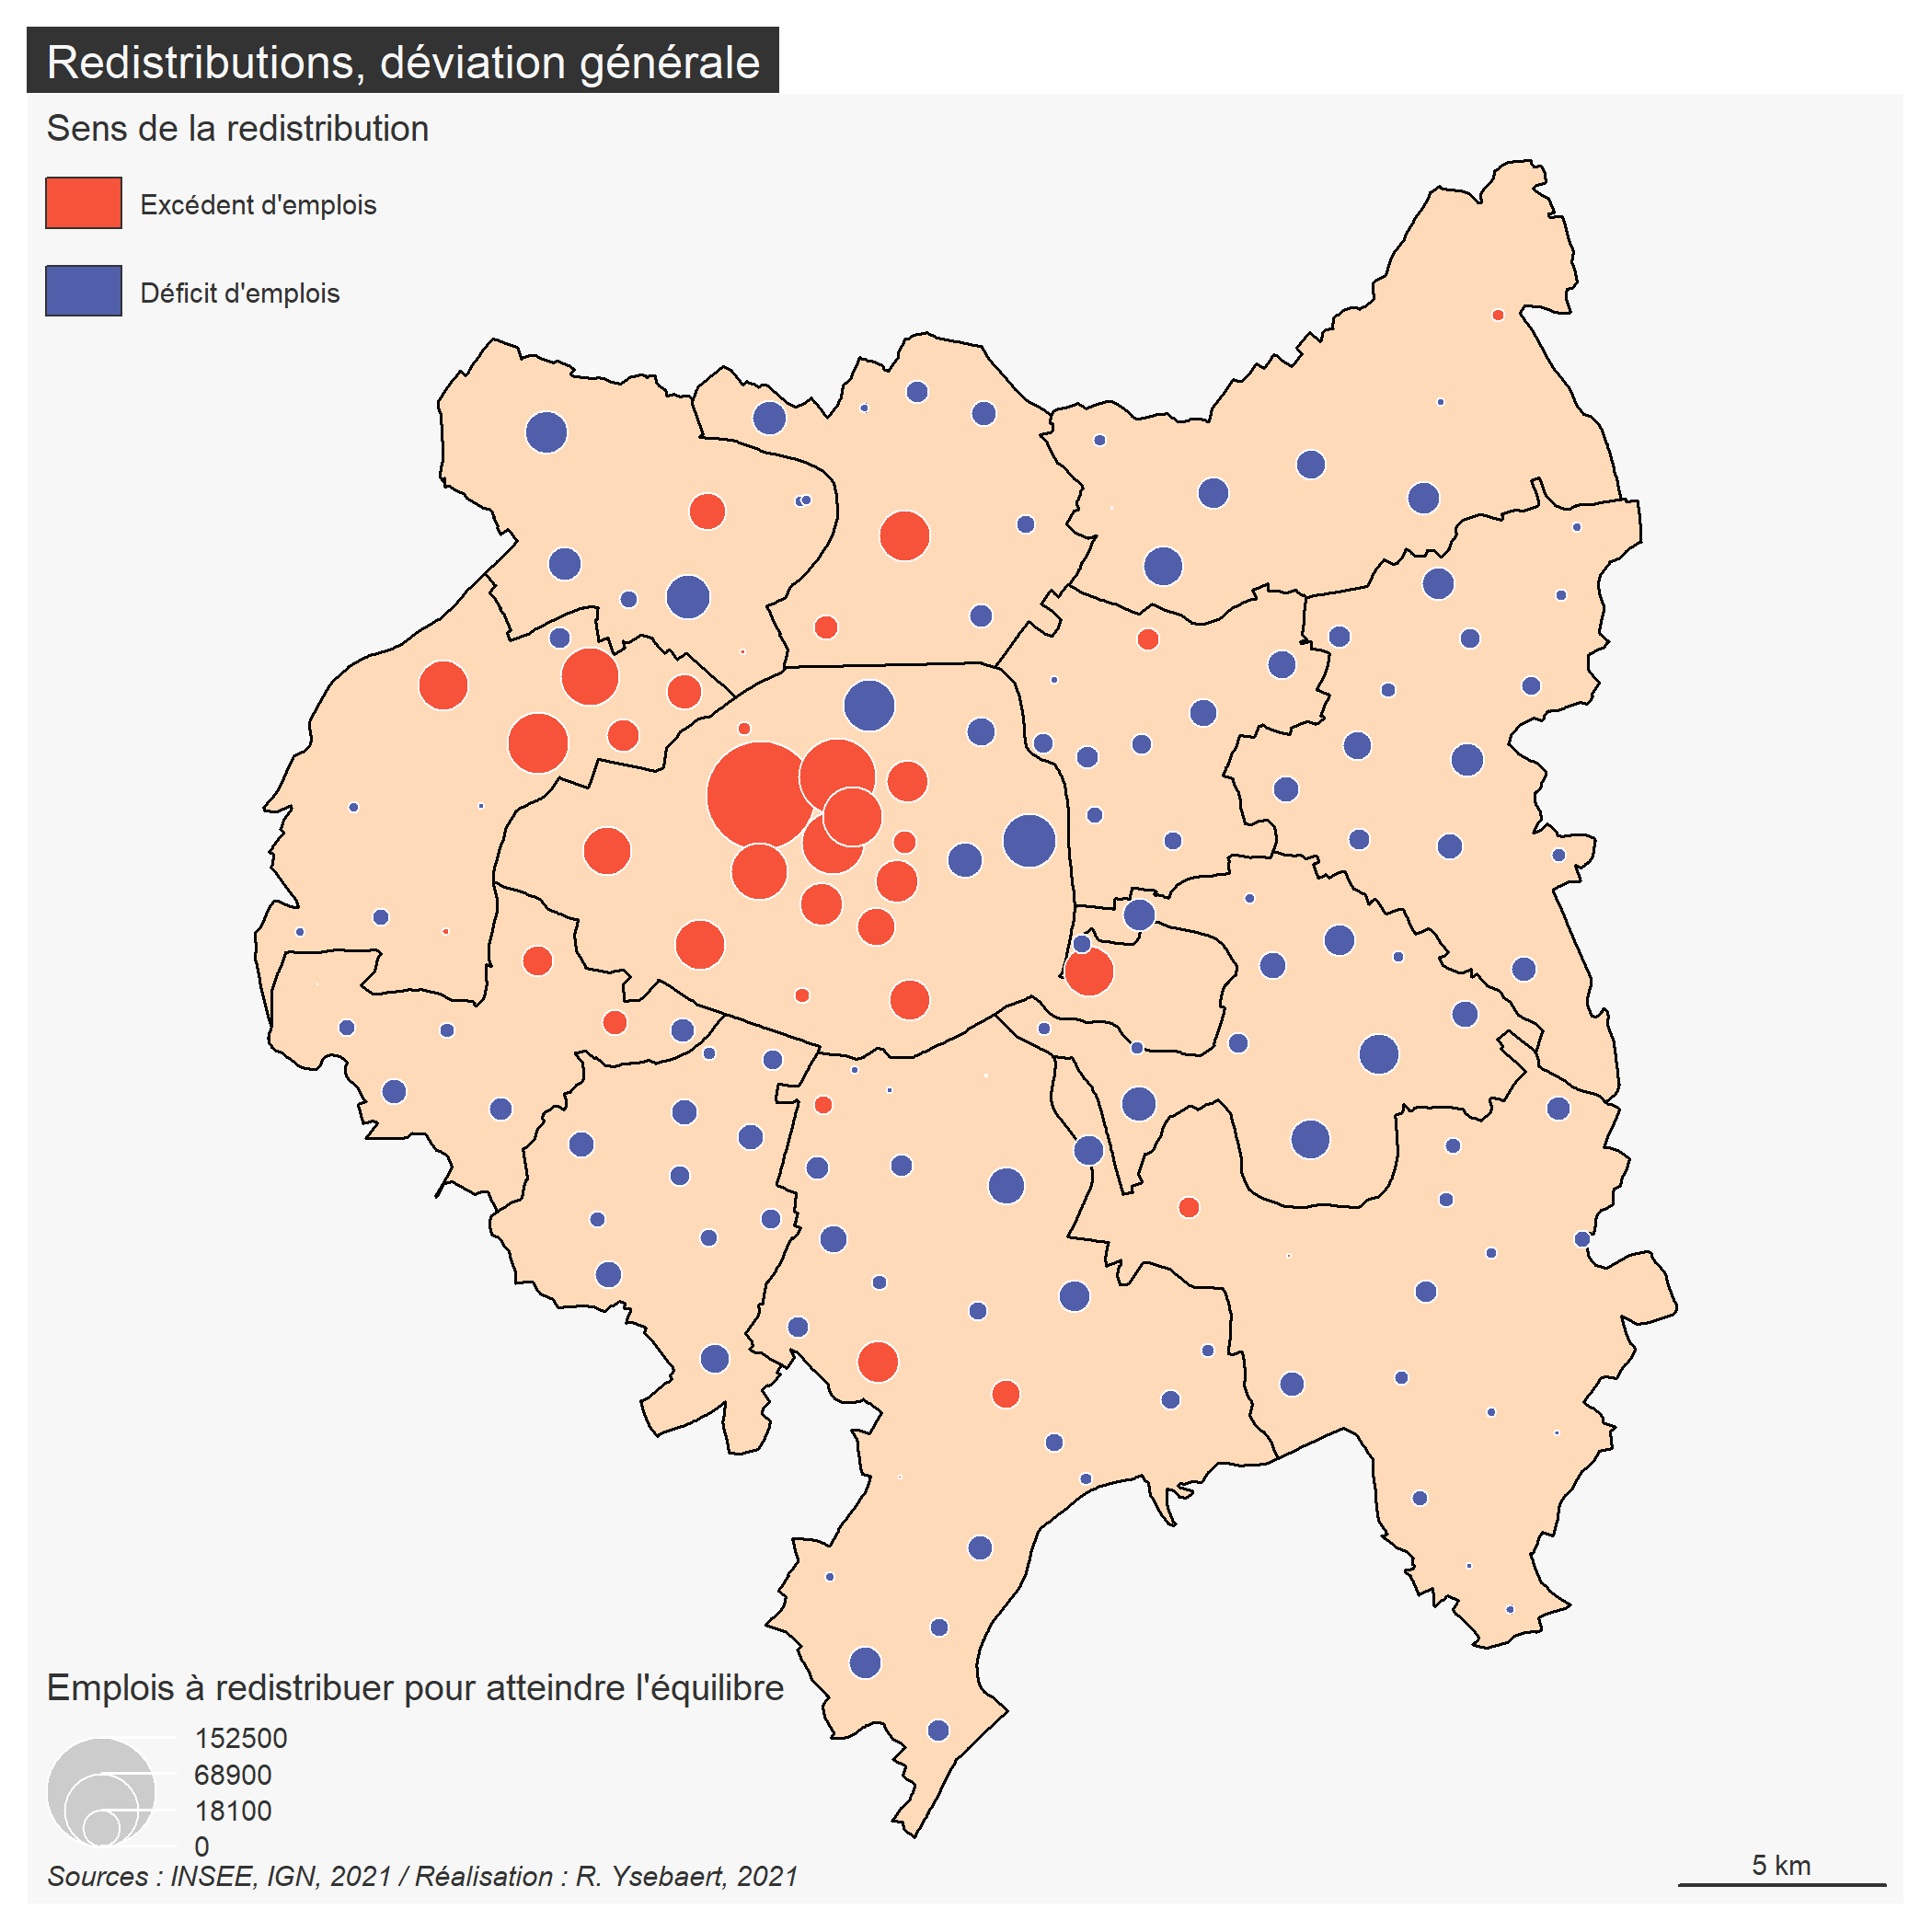 Redistributions, déviation générale
Sens de la redistribution
Excédent d'emplois
Déficit d'emplois
Emplois à redistribuer pour atteindre l'équilibre
152500
68900
18100
0
Sources : INSEE, IGN, 2021 / Réalisation : R. Ysebaert, 2021
5 km